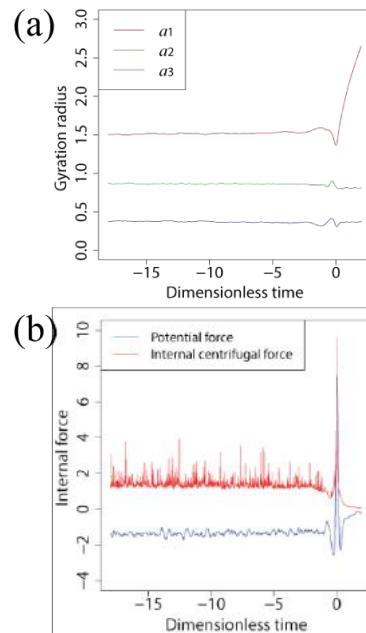 (a)
3.0
2.5
2.0
1.5
1.0
0.5
0.0
Gyration radius
a1
a2
a3
−15
−10
−5
0
Dimensionless time
(b)
10
8
6
4
2
0
−2
−4
Internal force
Potential force
Internal centrifugal force
−15
−10
−5
0
Dimensionless time